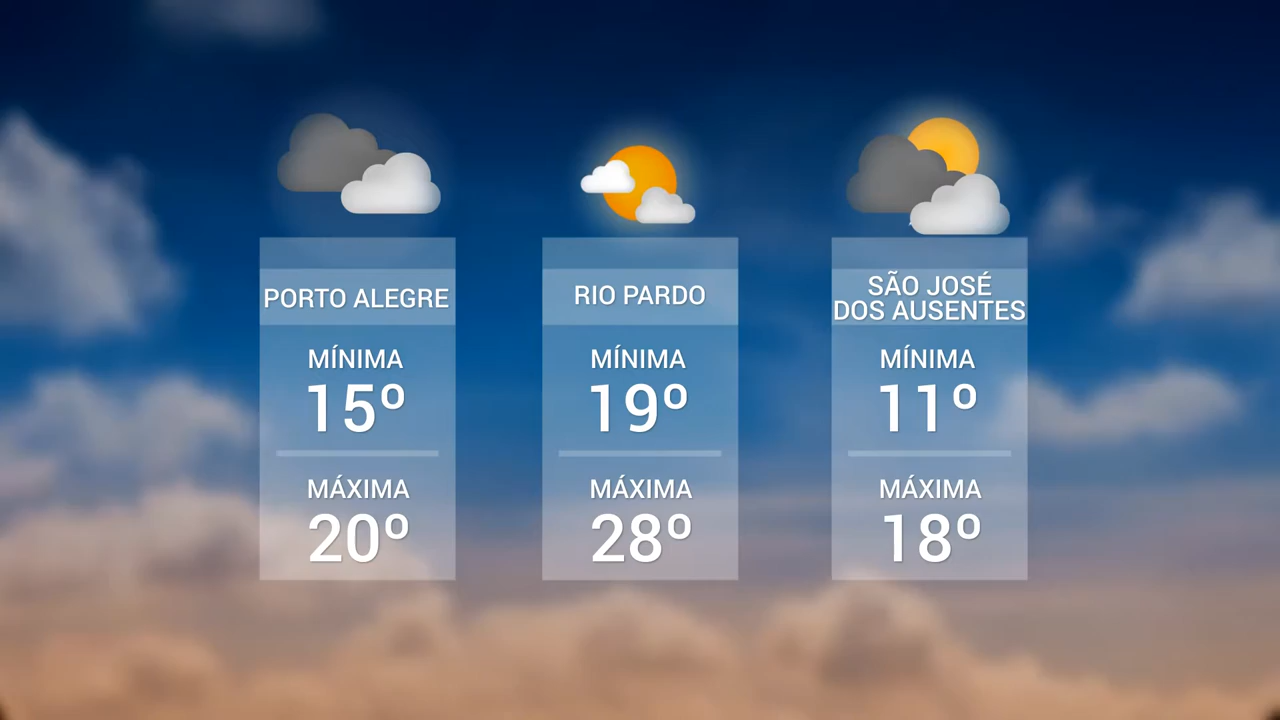 PORTO ALEGRE
MÍNIMA
15º
MÁXIMA
20º
RIO PARDO
MÍNIMA
19º
MÁXIMA
28º
SÃO JOSÉ
DOS AUSENTES
MÍNIMA
11º
MÁXIMA
18º